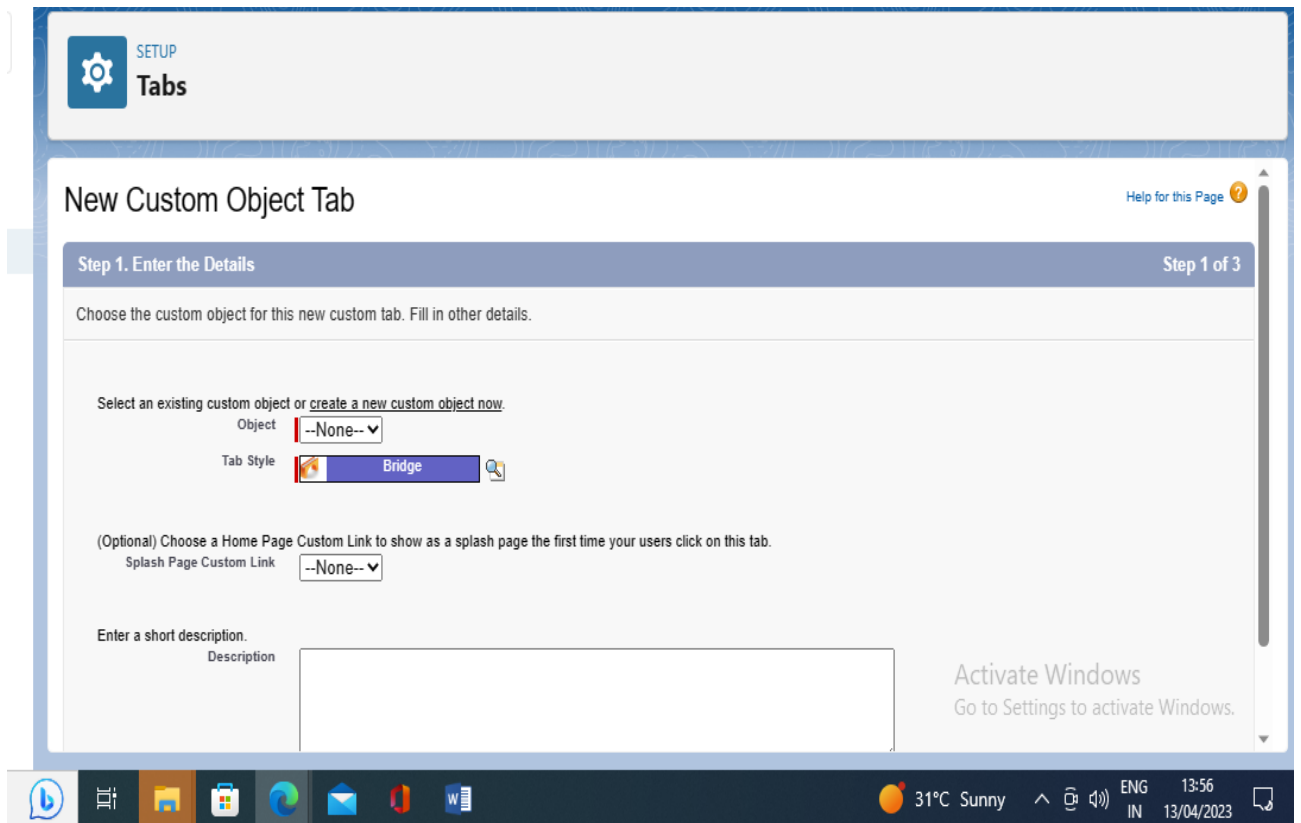 SETUP
Tabs
New Custom Object Tab
Help for this Page ?
Step 1. Enter the Details Step 1 of 3
Choose the custom object for this new custom tab. Fill in other details.
Select an existing custom object or create a new custom object now.
Object --None--
Tab Style Bridge
(Optional) Choose a Home Page Custom Link to show as a splash page the first time your users click on this tab.
Splash Page Custom Link --None--
Enter a short description.
Description
Activate Windows
Go to Settings to activate Windows.
31°C Sunny
ENG
IN
13:56
13/04/2023